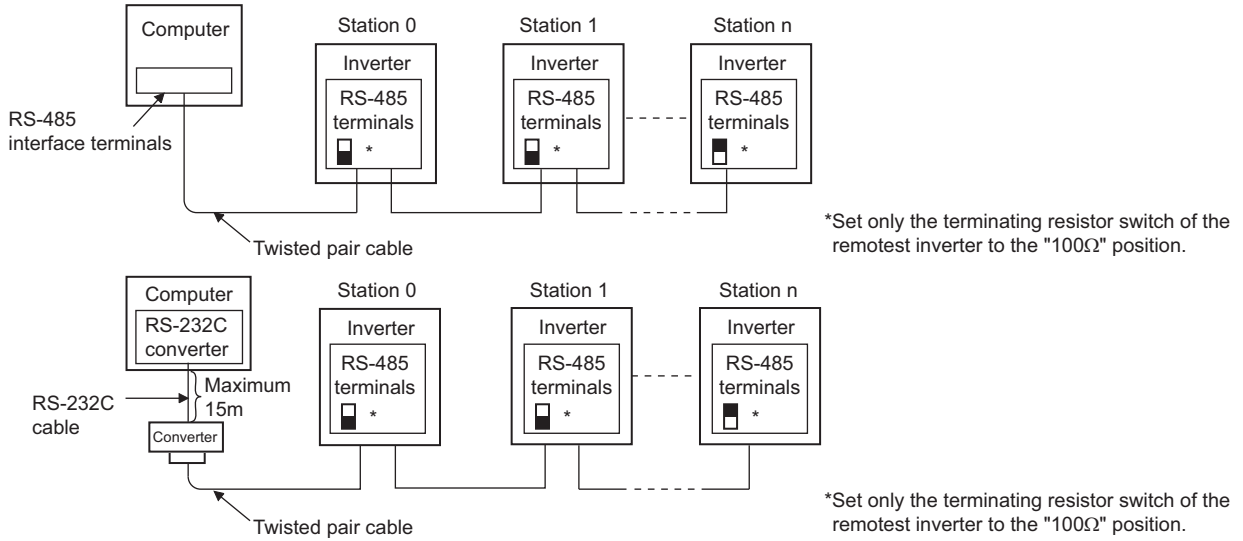 Computer
Station 0
Station 1
Station n
Inverter
Inverter
Inverter
RS-485
terminals
*
RS-485
terminals
*
RS-485
terminals
*
RS-485
interface terminals
Twisted pair cable
*Set only the terminating resistor switch of the
remotest inverter to the "100Ω" position.
Computer
RS-232C
converter
Station 0
Station 1
Station n
Inverter
Inverter
Inverter
RS-485
terminals
*
RS-485
terminals
*
RS-485
terminals
*
Maximum
15m
RS-232C
cable
Converter
Twisted pair cable
*Set only the terminating resistor switch of the
remotest inverter to the "100Ω" position.